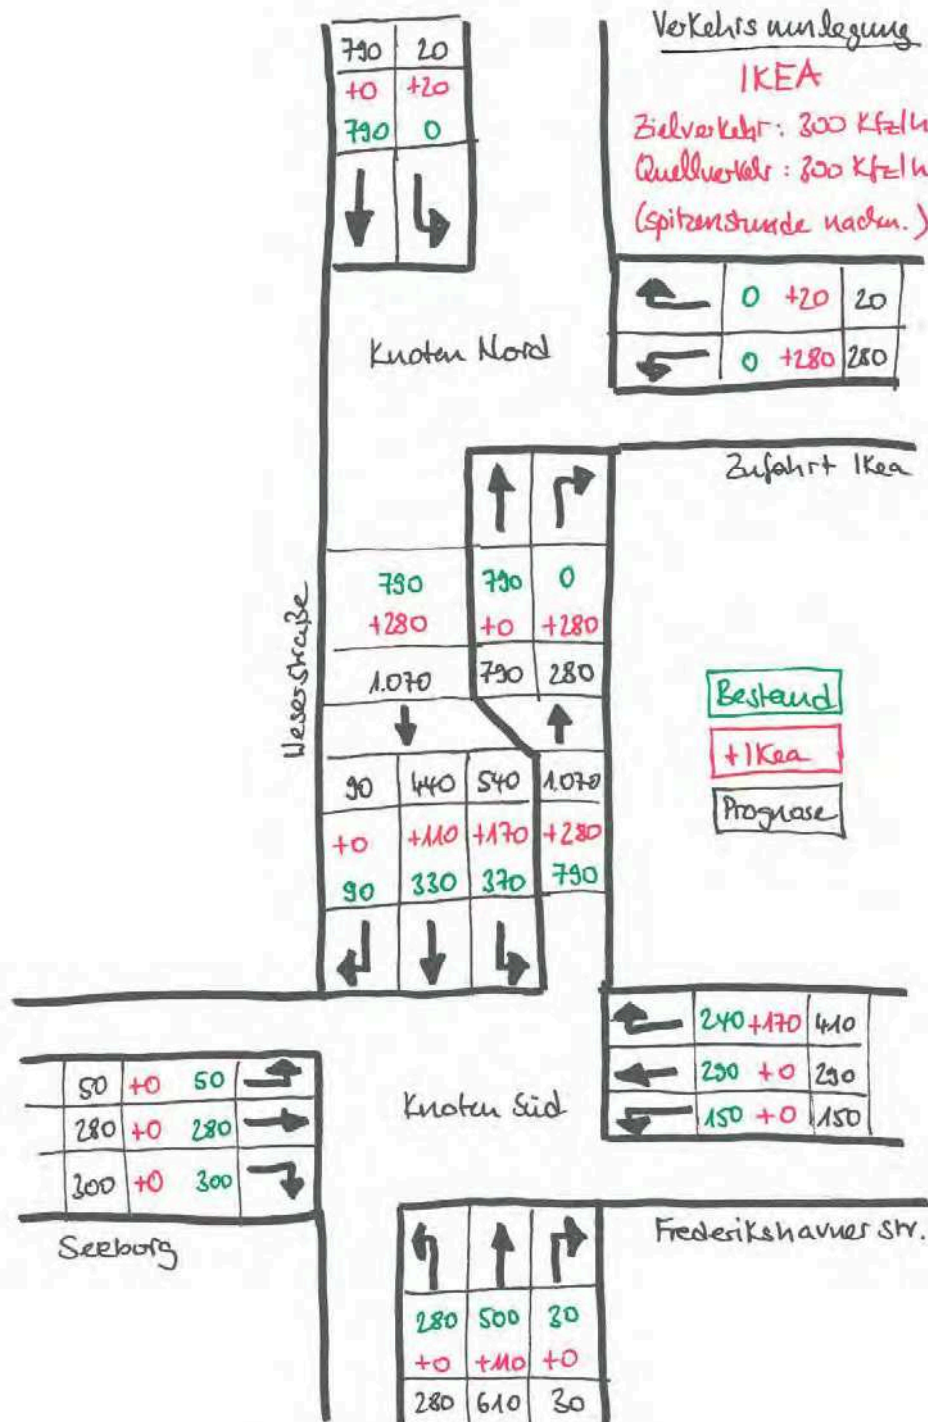 Verkehrsumlegung
IKEA
Zielverkehr: 300 Kfz/h
Quellverkehr: 300 Kfz/h
(spitzenstunde nachm.)
790 20
+0 +20
790 0
0 +20 20
0 +280 280
Knoten Nord
Zufahrt Ikea
790 790 0
+280 +0 +280
1.070 790 280
Weserstraße
Bestand
+Ikea
Prognose
90 440 540 1.070
+0 +110 +170 +280
90 330 370 790
240 +170 410
290 +0 290
150 +0 150
50 +0 50
280 +0 280
300 +0 300
Knoten Süd
Seeborg
Frederikshavner Str.
280 500 30
+0 +110 +0
280 610 30